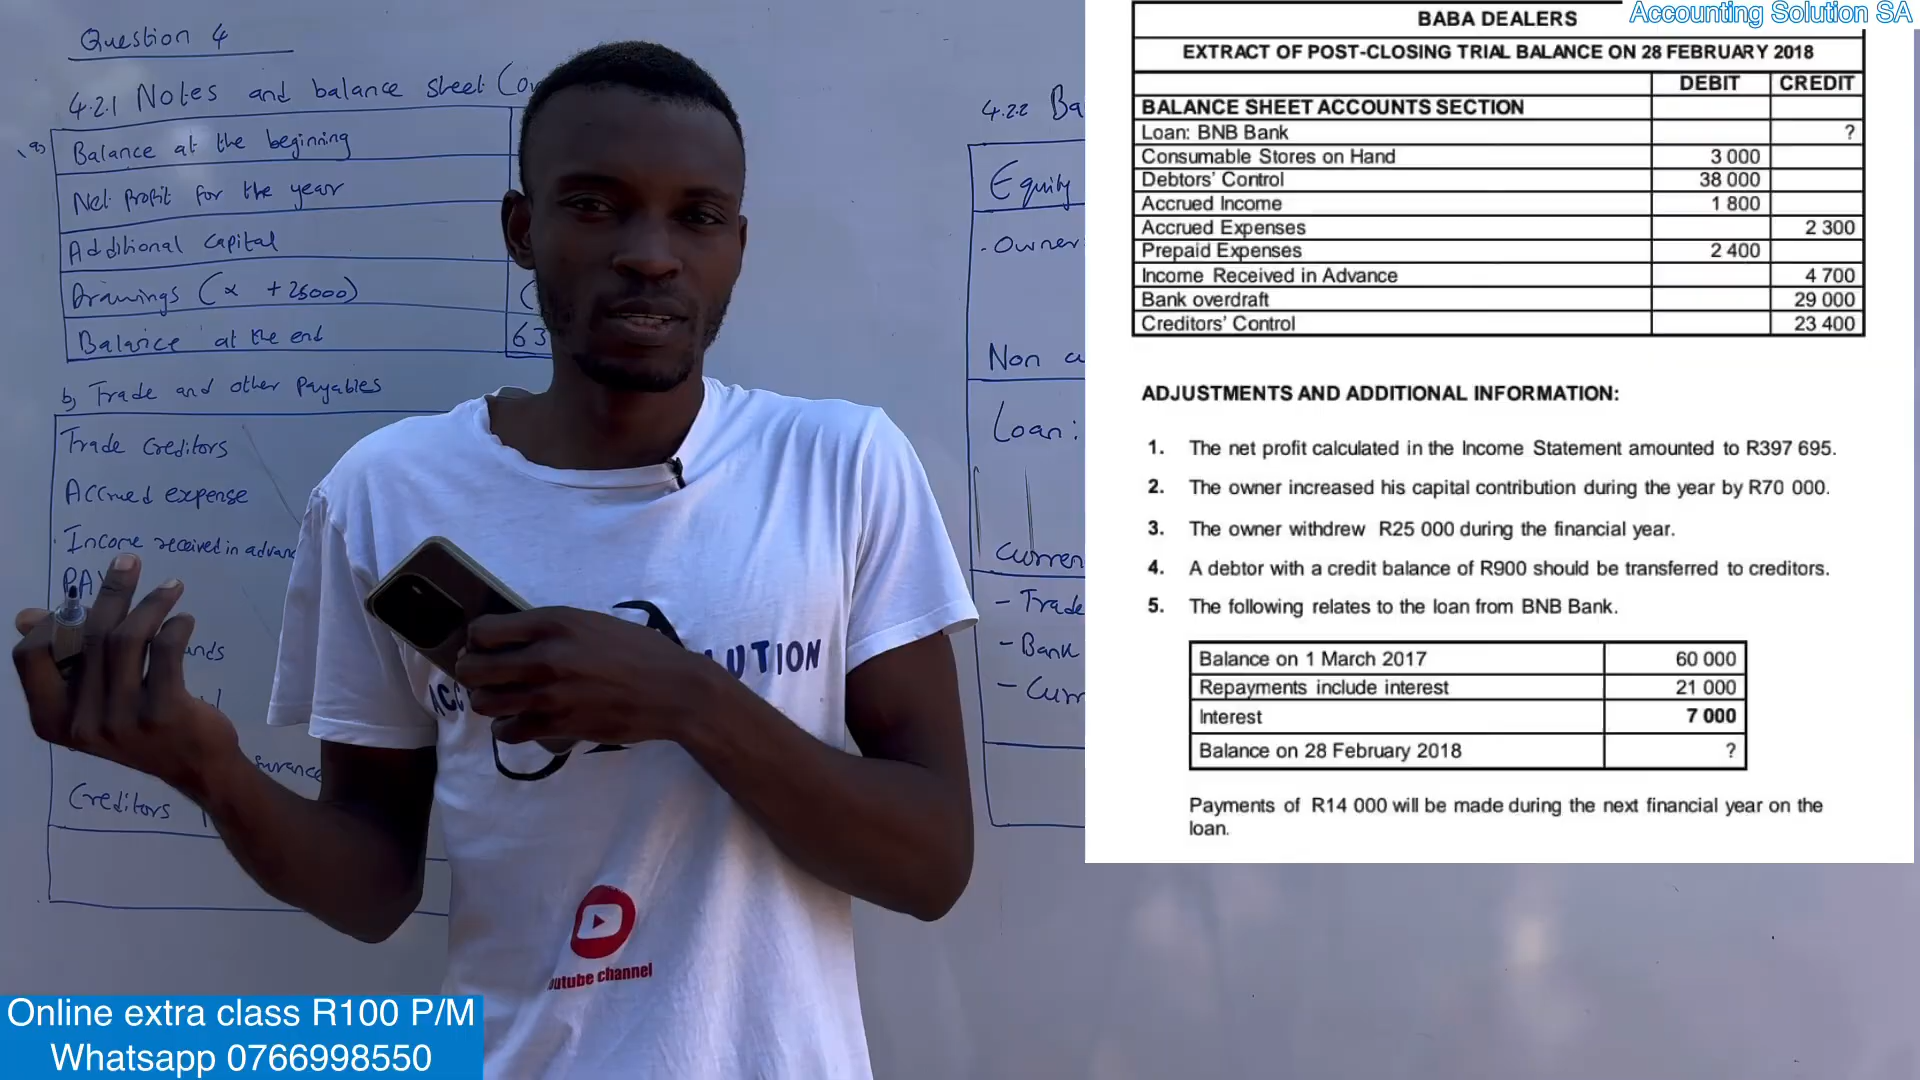 Question 4
4.2.1 Notes and balance sheet
a)
Balance at the beginning
Net profit for the year
Additional capital
Drawings (x + 25000) (
Balance at the end 63
b) Trade and other payables
Trade creditors
Accrued expense
Income received in advanc
PAY
Creditors
4.2.2 Ba
Equity
- Owner
Non c
Loan:
Curren
- Trade
- Bank
- Curr
LUTION
ACC
outube channel
Online extra class R100 P/M
Whatsapp 0766998550
Accounting Solution SA
BABA DEALERS
EXTRACT OF POST-CLOSING TRIAL BALANCE ON 28 FEBRUARY 2018
DEBIT CREDIT
BALANCE SHEET ACCOUNTS SECTION
Loan: BNB Bank ?
Consumable Stores on Hand 3 000
Debtors' Control 38 000
Accrued Income 1 800
Accrued Expenses 2 300
Prepaid Expenses 2 400
Income Received in Advance 4 700
Bank overdraft 29 000
Creditors' Control 23 400
ADJUSTMENTS AND ADDITIONAL INFORMATION:
1. The net profit calculated in the Income Statement amounted to R397 695.
2. The owner increased his capital contribution during the year by R70 000.
3. The owner withdrew R25 000 during the financial year.
4. A debtor with a credit balance of R900 should be transferred to creditors.
5. The following relates to the loan from BNB Bank.
Balance on 1 March 2017 60 000
Repayments include interest 21 000
Interest 7 000
Balance on 28 February 2018 ?
Payments of R14 000 will be made during the next financial year on the
loan.